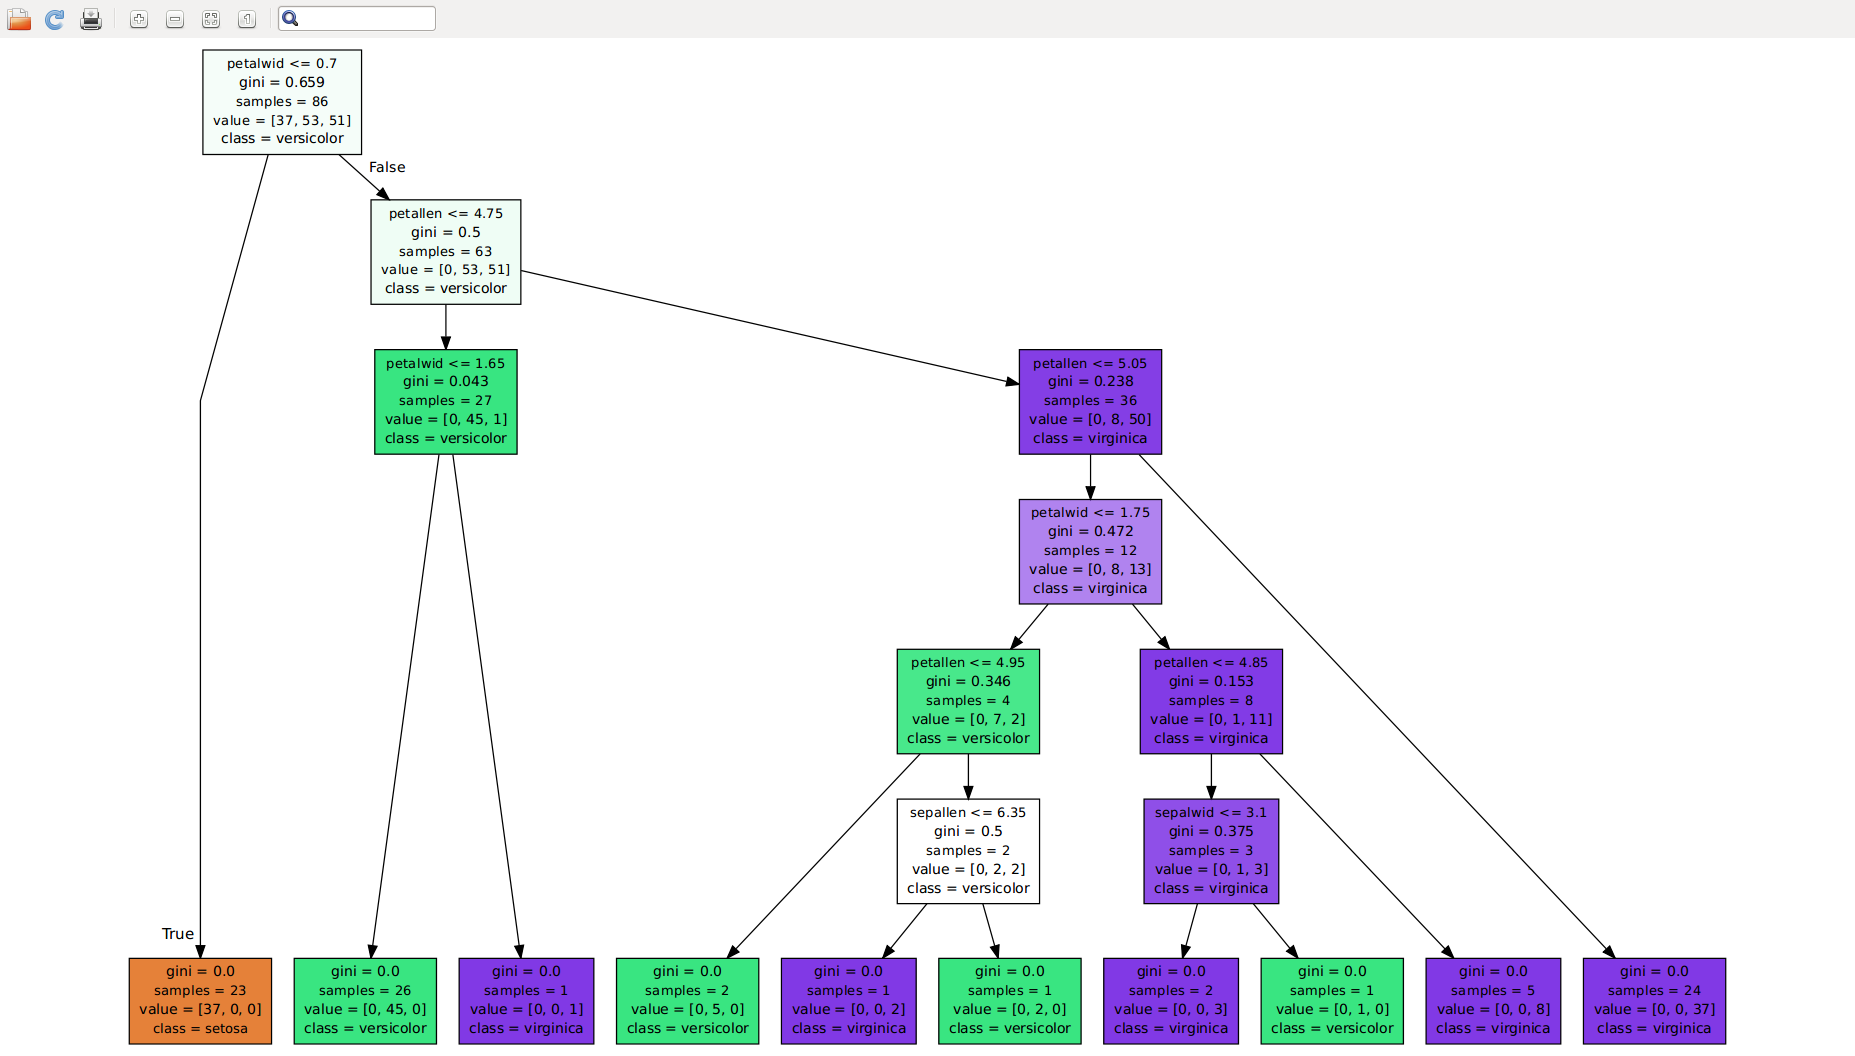 1
petalwid <= 0.7
gini = 0.659
samples = 86
value = [37, 53, 51]
class = versicolor
False
petallen <= 4.75
gini = 0.5
samples = 63
value = [0, 53, 51]
class = versicolor
petalwid <= 1.65
gini = 0.043
samples = 27
value = [0, 45, 1]
class = versicolor
petallen <= 5.05
gini = 0.238
samples = 36
value = [0, 8, 50]
class = virginica
petalwid <= 1.75
gini = 0.472
samples = 12
value = [0, 8, 13]
class = virginica
petallen <= 4.95
gini = 0.346
samples = 4
value = [0, 7, 2]
class = versicolor
petallen <= 4.85
gini = 0.153
samples = 8
value = [0, 1, 11]
class = virginica
sepallen <= 6.35
gini = 0.5
samples = 2
value = [0, 2, 2]
class = versicolor
sepalwid <= 3.1
gini = 0.375
samples = 3
value = [0, 1, 3]
class = virginica
True
gini = 0.0
samples = 23
value = [37, 0, 0]
class = setosa
gini = 0.0
samples = 26
value = [0, 45, 0]
class = versicolor
gini = 0.0
samples = 1
value = [0, 0, 1]
class = virginica
gini = 0.0
samples = 2
value = [0, 5, 0]
class = versicolor
gini = 0.0
samples = 1
value = [0, 0, 2]
class = virginica
gini = 0.0
samples = 1
value = [0, 2, 0]
class = versicolor
gini = 0.0
samples = 2
value = [0, 0, 3]
class = virginica
gini = 0.0
samples = 1
value = [0, 1, 0]
class = versicolor
gini = 0.0
samples = 5
value = [0, 0, 8]
class = virginica
gini = 0.0
samples = 24
value = [0, 0, 37]
class = virginica